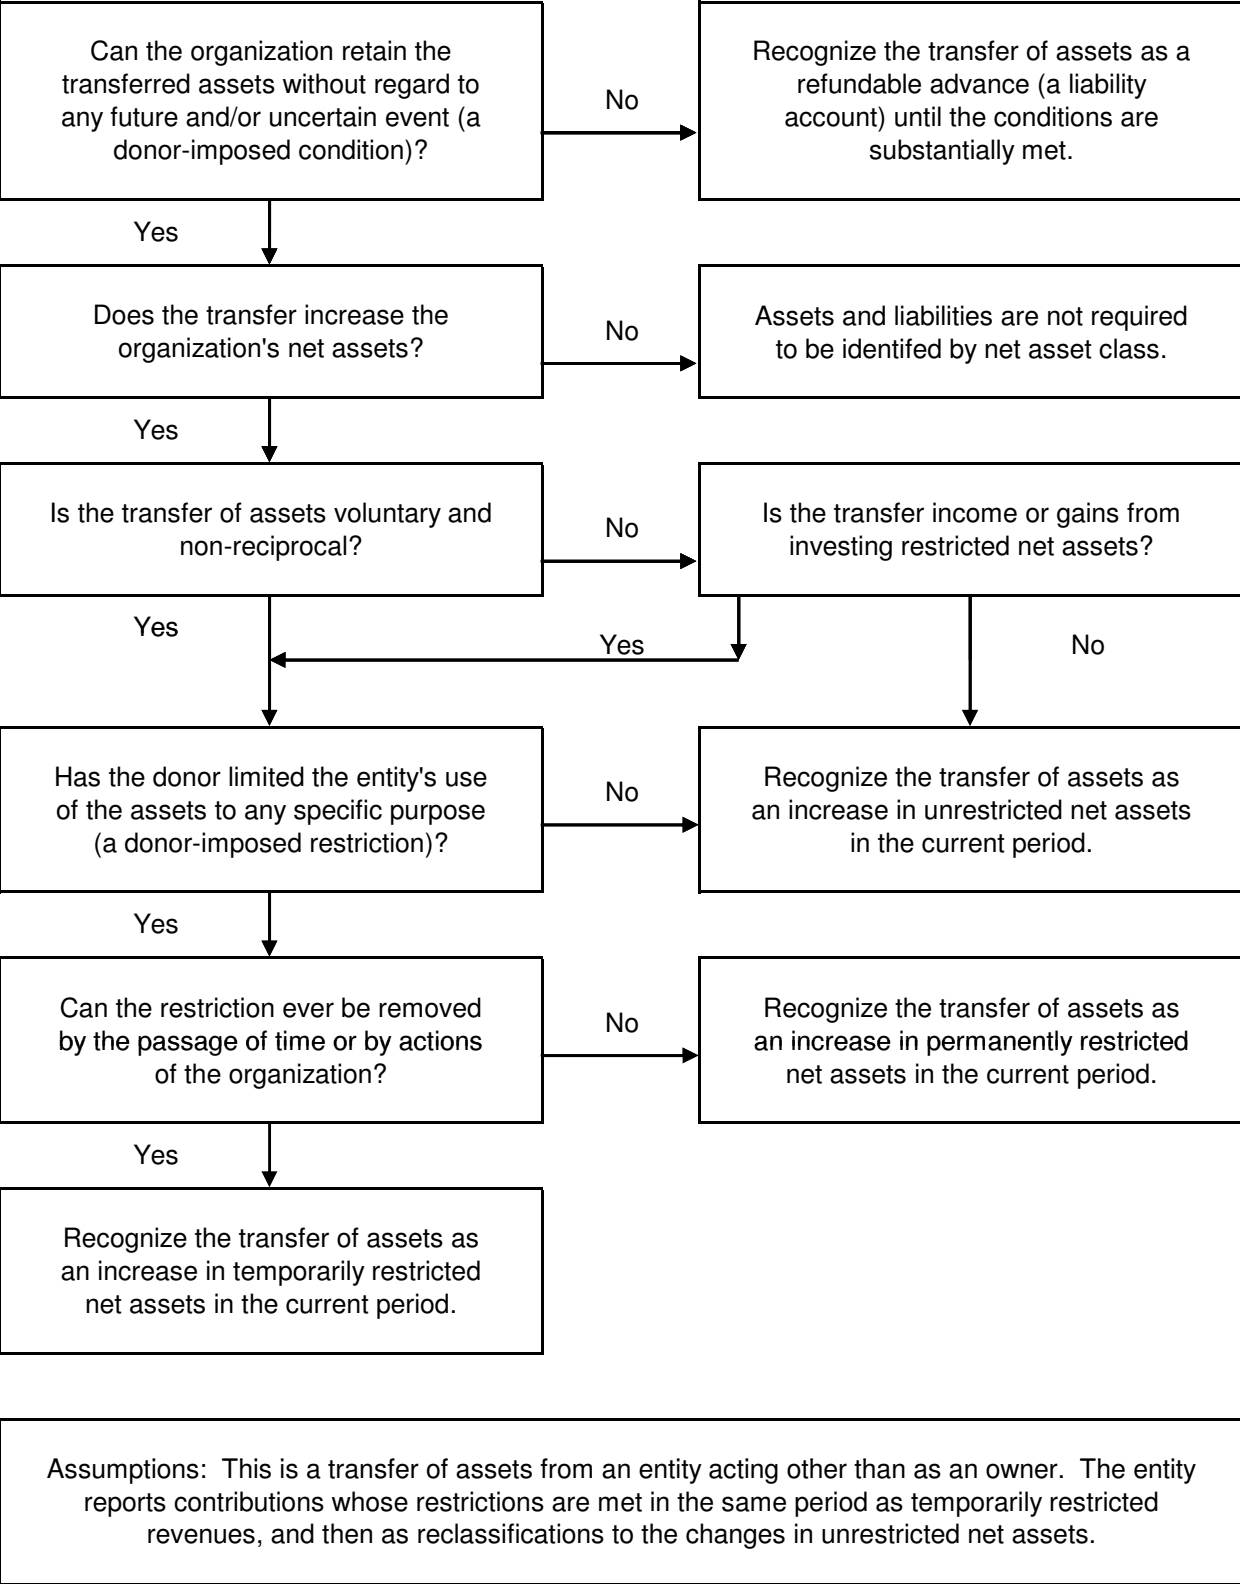 Can the organization retain the
transferred assets without regard to
any future and/or uncertain event (a
donor-imposed condition)?
No
Recognize the transfer of assets as a
refundable advance (a liability
account) until the conditions are
substantially met.
Yes
Does the transfer increase the
organization's net assets?
No
Assets and liabilities are not required
to be identifed by net asset class.
Yes
Is the transfer of assets voluntary and
non-reciprocal?
No
Is the transfer income or gains from
investing restricted net assets?
Yes
Yes
No
Has the donor limited the entity's use
of the assets to any specific purpose
(a donor-imposed restriction)?
No
Recognize the transfer of assets as
an increase in unrestricted net assets
in the current period.
Yes
Can the restriction ever be removed
by the passage of time or by actions
of the organization?
No
Recognize the transfer of assets as
an increase in permanently restricted
net assets in the current period.
Yes
Recognize the transfer of assets as
an increase in temporarily restricted
net assets in the current period.
Assumptions:  This is a transfer of assets from an entity acting other than as an owner.  The entity
reports contributions whose restrictions are met in the same period as temporarily restricted
revenues, and then as reclassifications to the changes in unrestricted net assets.